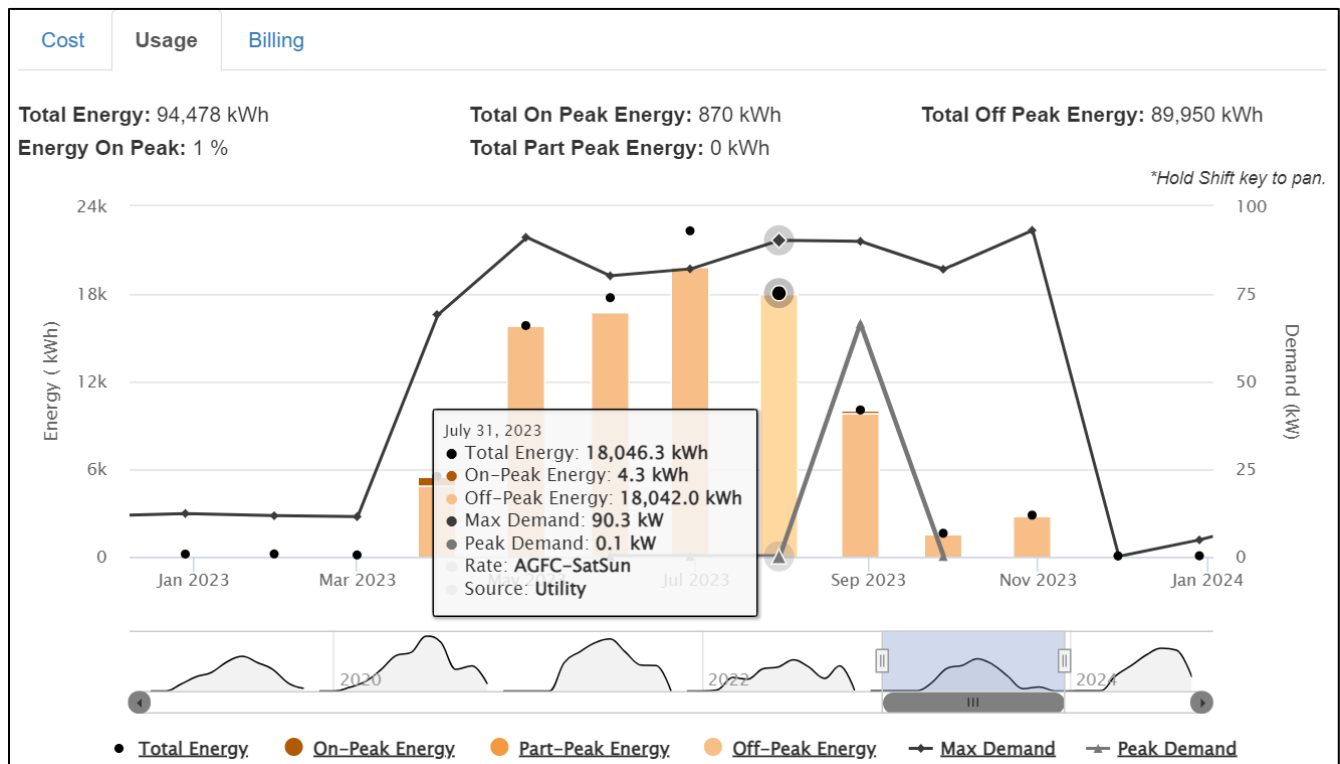 Cost Usage Billing
Total Energy: 94,478 kWh Total On Peak Energy: 870 kWh Total Off Peak Energy: 89,950 kWh
Energy On Peak: 1 % Total Part Peak Energy: 0 kWh
*Hold Shift key to pan.
24k 100
18k 75
12k 50
6k 25
0 0
Energy ( kWh)
Demand (kW)
July 31, 2023
Total Energy: 18,046.3 kWh
On-Peak Energy: 4.3 kWh
Off-Peak Energy: 18,042.0 kWh
Max Demand: 90.3 kW
Peak Demand: 0.1 kW
Rate: AGFC-SatSun
Source: Utility
Jan 2023 Mar 2023 May 2023 Jul 2023 Sep 2023 Nov 2023 Jan 2024
2020 2022 2024
Total Energy On-Peak Energy Part-Peak Energy Off-Peak Energy Max Demand Peak Demand